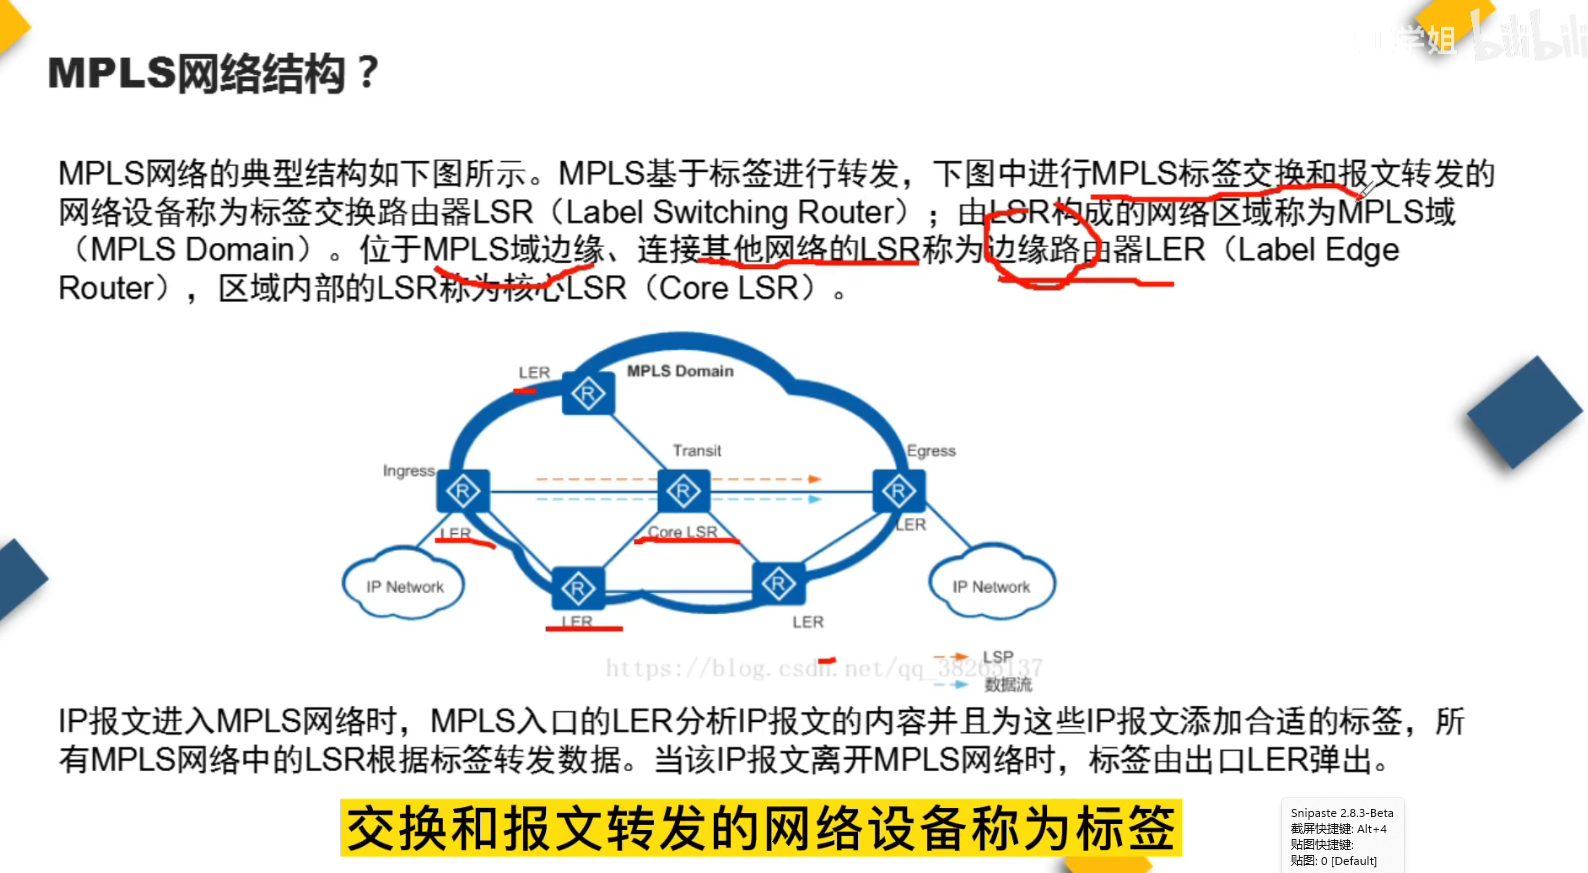 学姐 bilibili
MPLS网络结构？
MPLS网络的典型结构如下图所示。MPLS基于标签进行转发，下图中进行MPLS标签交换和报文转发的
网络设备称为标签交换路由器LSR（Label Switching Router）；由LSR构成的网络区域称为MPLS域
（MPLS Domain）。位于MPLS域边缘、连接其他网络的LSR称为边缘路由器LER（Label Edge
Router），区域内部的LSR称为核心LSR（Core LSR）。
LER
MPLS Domain
Transit
Egress
Ingress
R
R
R
R
LER
Core LSR
LER
IP Network
R
R
IP Network
LER
LER
LSP
https://blog.csdn.net/qq_38265137
数据流
IP报文进入MPLS网络时，MPLS入口的LER分析IP报文的内容并且为这些IP报文添加合适的标签，所
有MPLS网络中的LSR根据标签转发数据。当该IP报文离开MPLS网络时，标签由出口LER弹出。
交换和报文转发的网络设备称为标签
Snipaste 2.8.3-Beta
截屏快捷键: Alt+4
贴图快捷键:
贴图: 0 [Default]